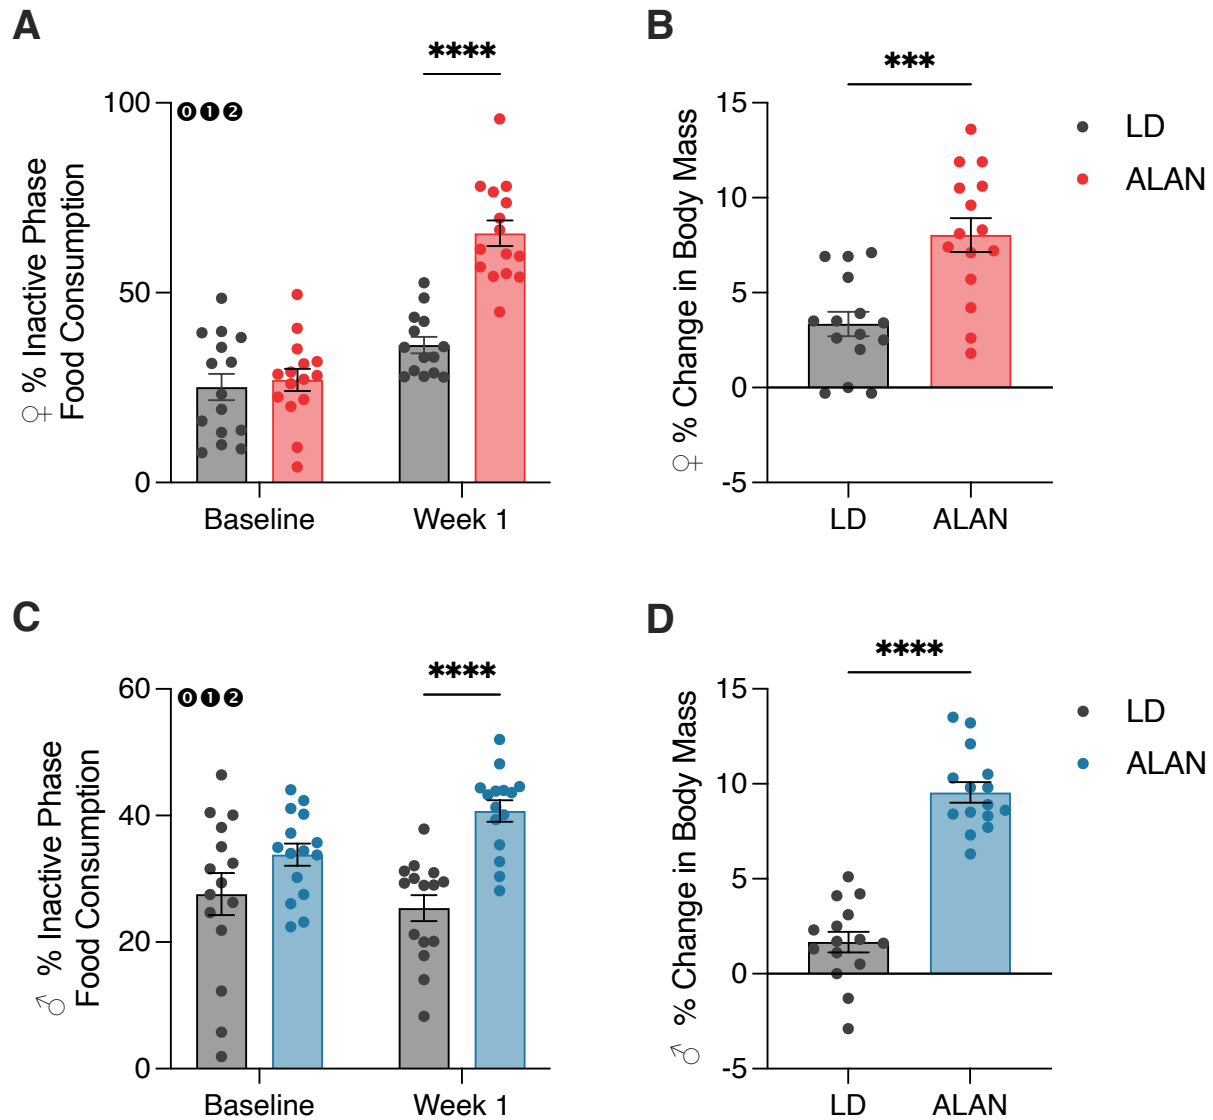 A
****
100
⓿❶❷
50
0
♀ % Inactive Phase
Food Consumption
Baseline
Week 1
B
***
15
10
5
0
-5
♀ % Change in Body Mass
LD
ALAN
LD
ALAN
C
****
60
⓿❶❷
40
20
0
♂ % Inactive Phase
Food Consumption
Baseline
Week 1
D
****
15
10
5
0
-5
♂ % Change in Body Mass
LD
ALAN
LD
ALAN